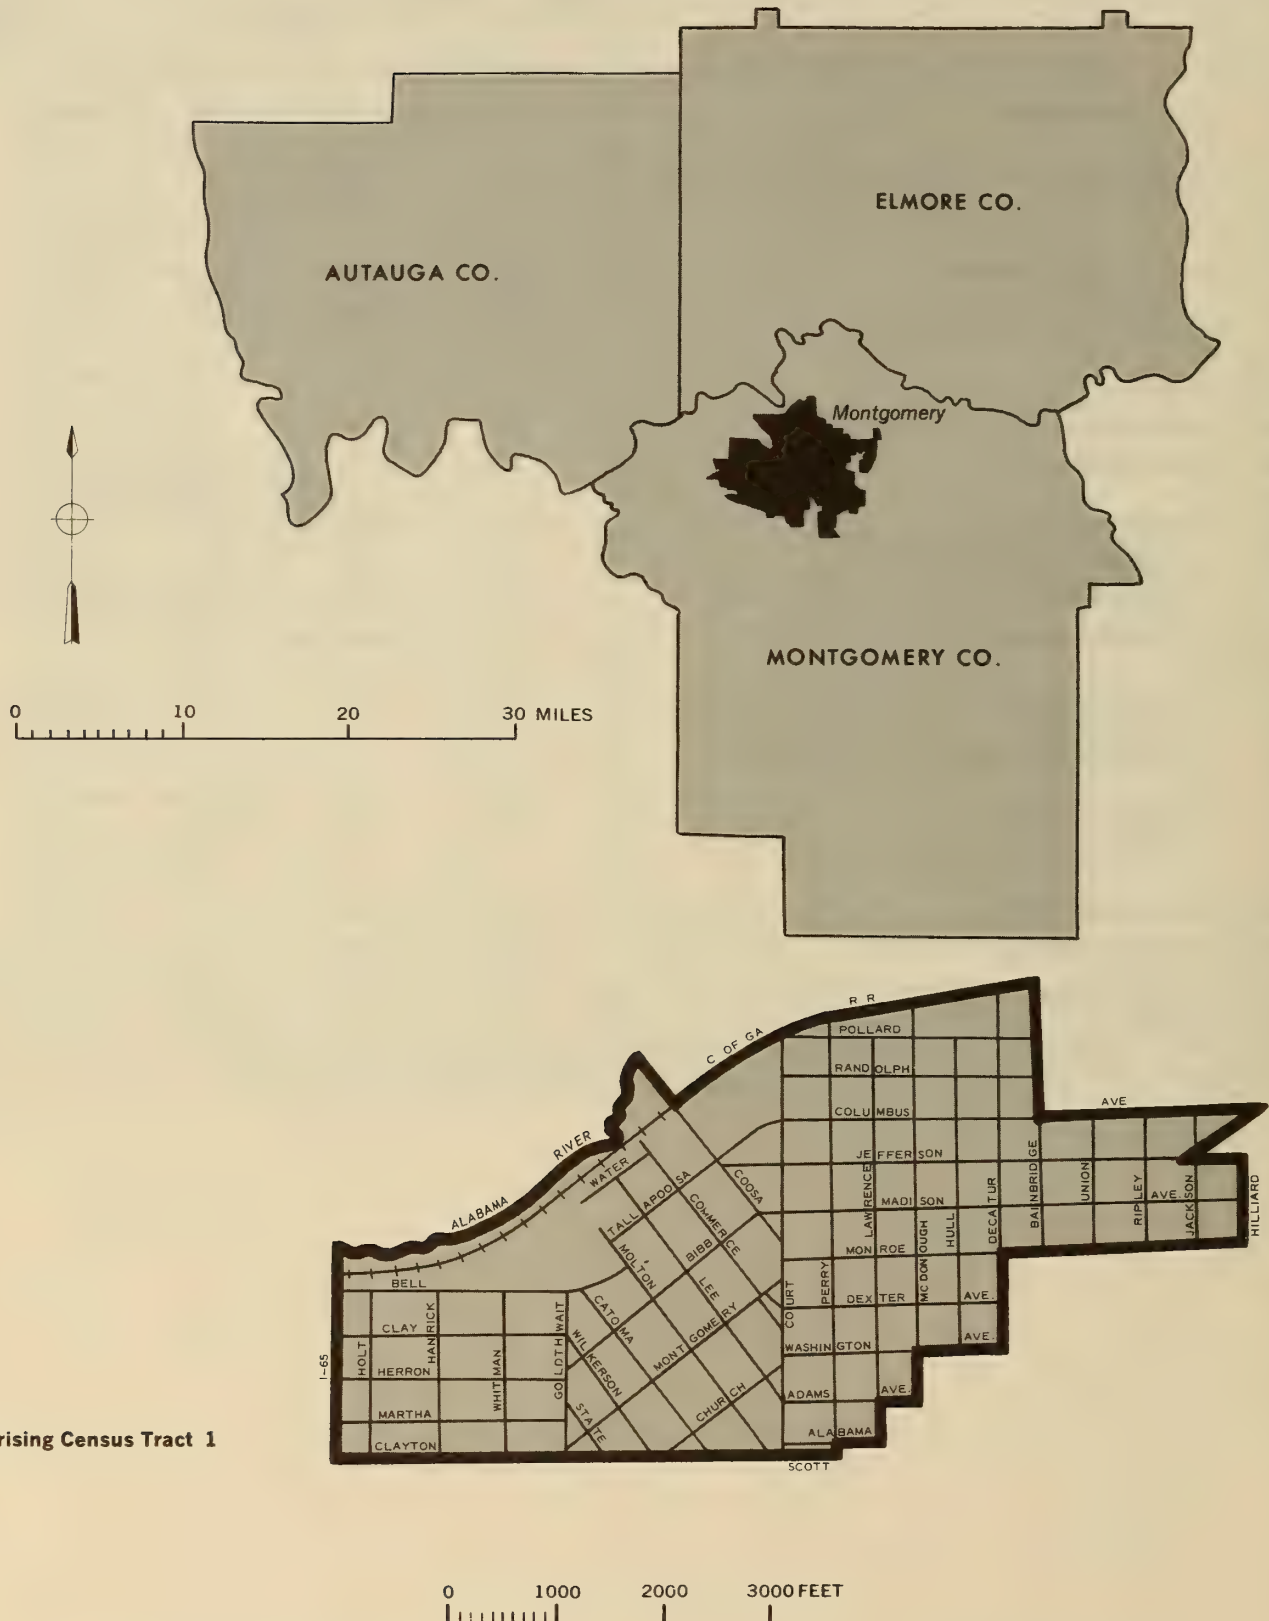 ELMORE CO.
AUTAUGA CO.
Montgomery
MONTGOMERY CO.
0 10 20 30 MILES
R R
C OF GA
POLLARD
RANDOLPH
COLUMBUS
AVE
ALABAMA RIVER
WATER
TALLAPOOSA
COOSA
COMMERCE
BIBB
MOLTON
LEE
MONTGOMERY
CATOMA
WILKERSON
STATE
CHURCH
JEFFERSON
LAWRENCE
MADISON
AVE.
MONROE
MCDONOUGH
HULL
DECATUR
BAINBRIDGE
UNION
RIPLEY
JACKSON
HILLIARD
COURT
PERRY
DEXTER AVE.
WASHINGTON AVE.
ADAMS AVE.
ALABAMA
SCOTT
BELL
CLAY
HANRICK
HOLT
HERRON
WHITMAN
GOLDTHWAIT
MARTHA
CLAYTON
I-65
rising Census Tract 1
0 1000 2000 3000 FEET